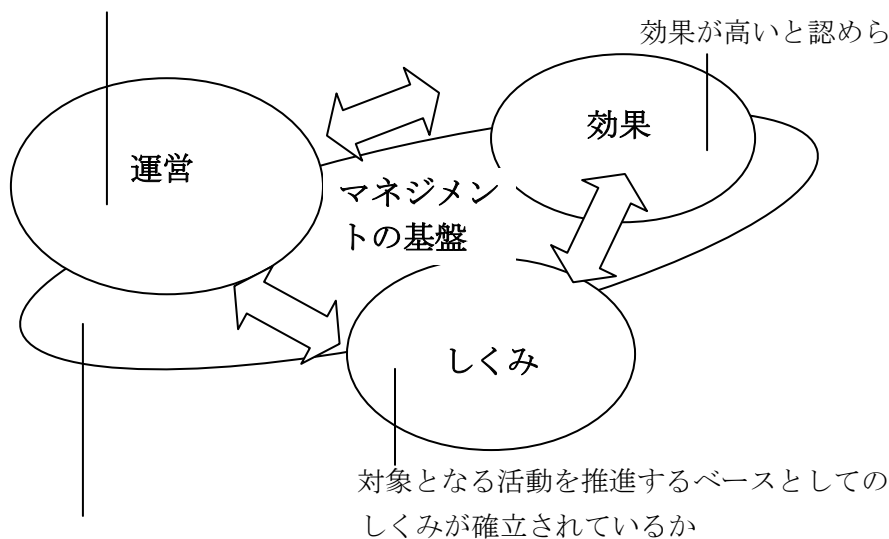 効果が高いと認めら
効果
運営
マネジメン
トの基盤
しくみ
対象となる活動を推進するベースとしての
しくみが確立されているか